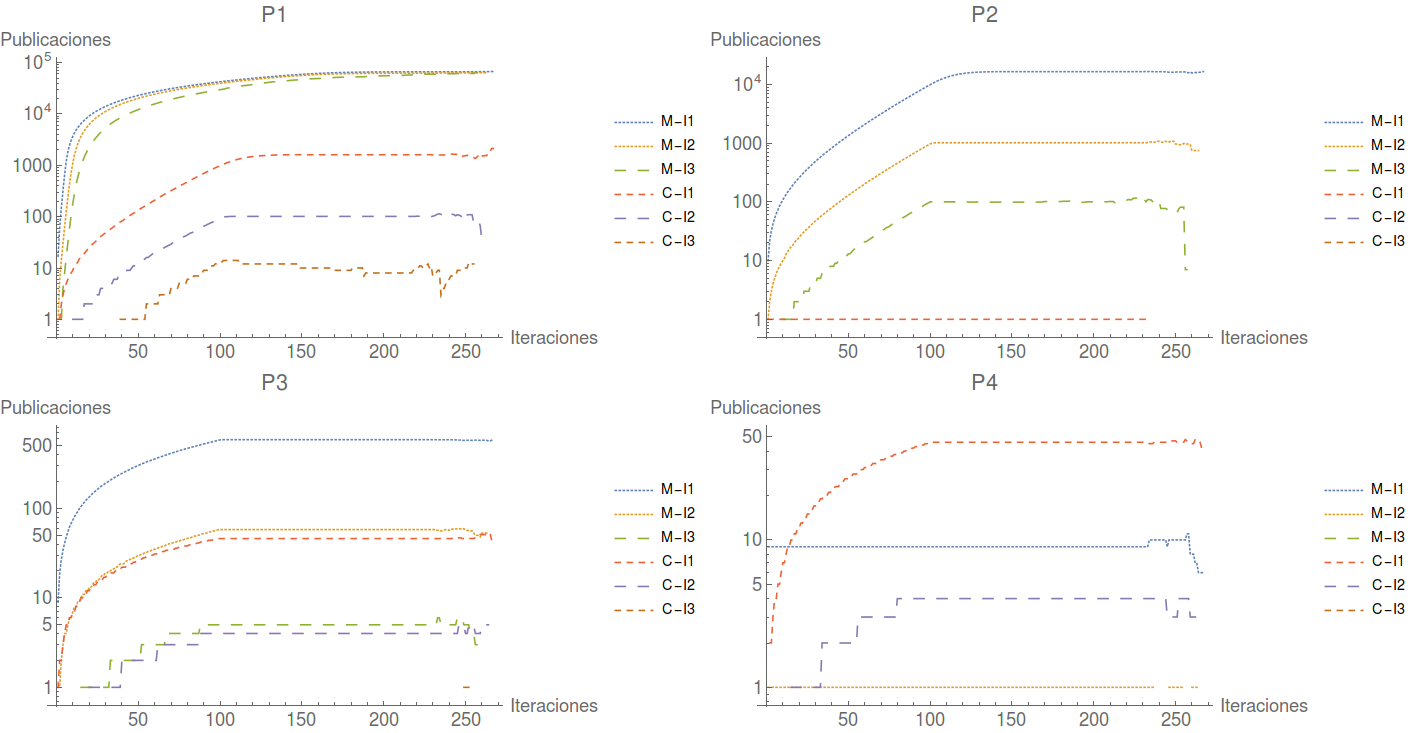 P1
Publicaciones
10^5
10^4
1000
100
10
1
50 100 150 200 250
Iteraciones
M-I1
M-I2
M-I3
C-I1
C-I2
C-I3
P2
Publicaciones
10^4
1000
100
10
1
50 100 150 200 250
Iteraciones
M-I1
M-I2
M-I3
C-I1
C-I2
C-I3
P3
Publicaciones
500
100
50
10
5
1
50 100 150 200 250
Iteraciones
M-I1
M-I2
M-I3
C-I1
C-I2
C-I3
P4
Publicaciones
50
10
5
1
50 100 150 200 250
Iteraciones
M-I1
M-I2
M-I3
C-I1
C-I2
C-I3